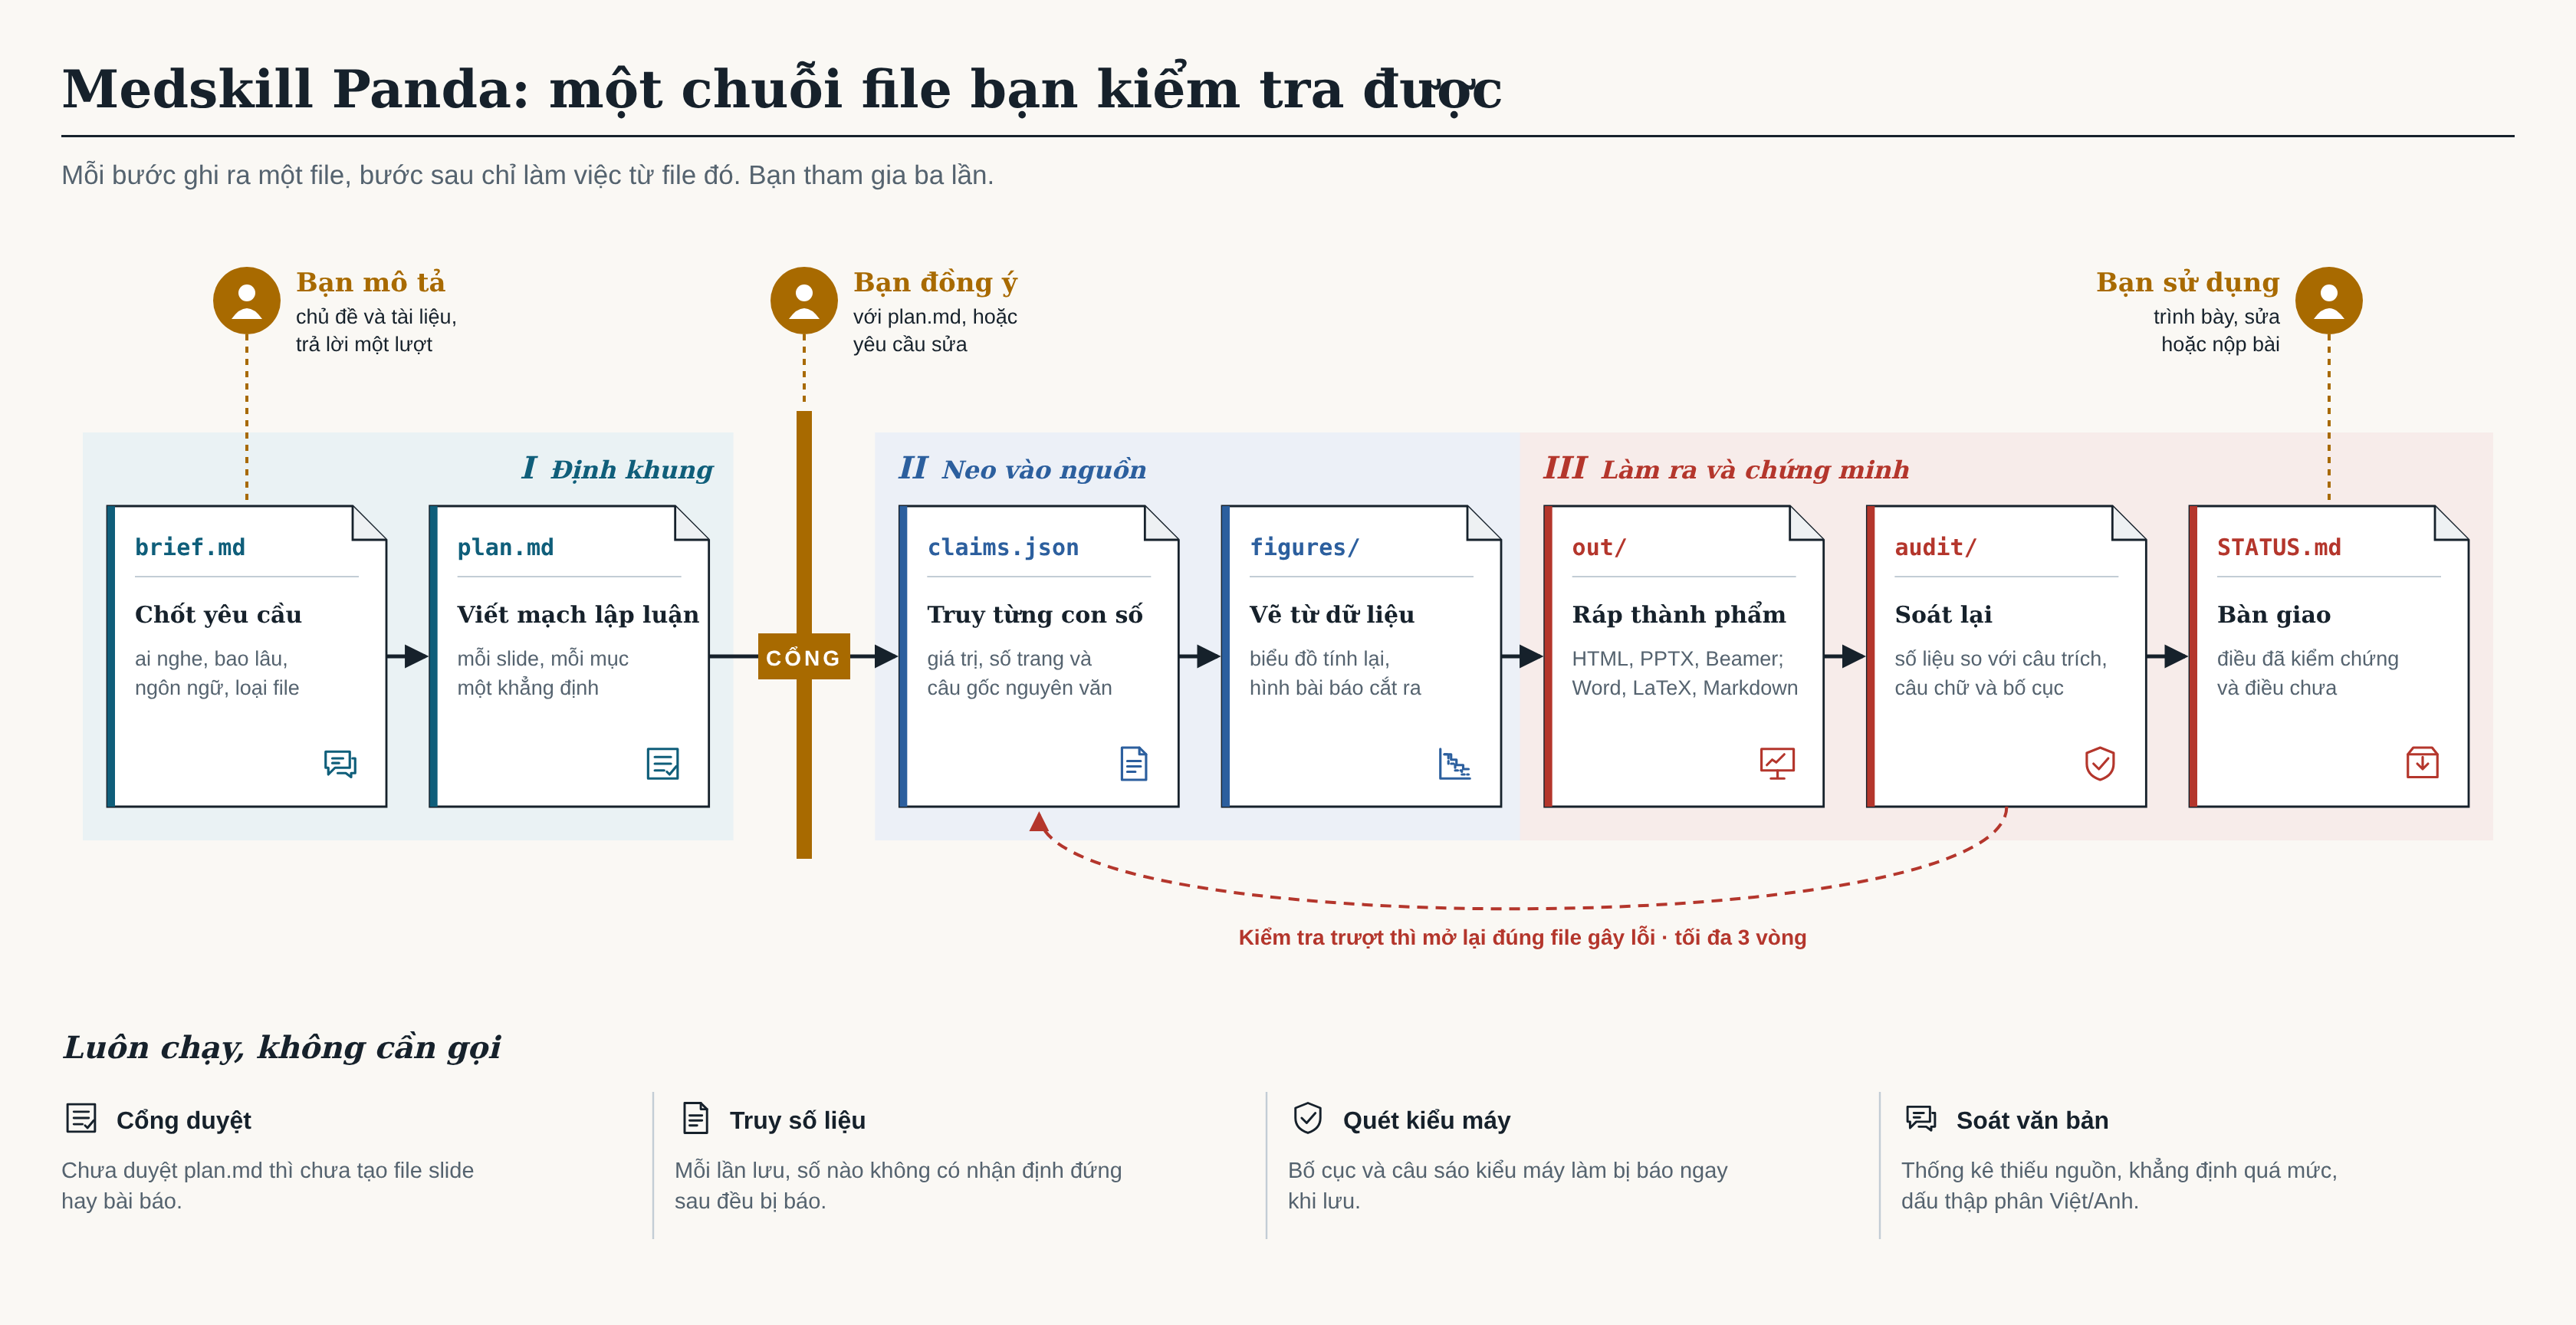 Medskill Panda: một chuỗi file bạn kiểm tra được
Mỗi bước ghi ra một file, bước sau chỉ làm việc từ file đó. Bạn tham gia ba lần.
Bạn mô tả
chủ đề và tài liệu,
trả lời một lượt
Bạn đồng ý
với plan.md, hoặc
yêu cầu sửa
Bạn sử dụng
trình bày, sửa
hoặc nộp bài
I Định khung
II Neo vào nguồn
III Làm ra và chứng minh
brief.md
Chốt yêu cầu
ai nghe, bao lâu,
ngôn ngữ, loại file
plan.md
Viết mạch lập luận
mỗi slide, mỗi mục
một khẳng định
CỔNG
claims.json
Truy từng con số
giá trị, số trang và
câu gốc nguyên văn
figures/
Vẽ từ dữ liệu
biểu đồ tính lại,
hình bài báo cắt ra
out/
Ráp thành phẩm
HTML, PPTX, Beamer;
Word, LaTeX, Markdown
audit/
Soát lại
số liệu so với câu trích,
câu chữ và bố cục
STATUS.md
Bàn giao
điều đã kiểm chứng
và điều chưa
Kiểm tra trượt thì mở lại đúng file gây lỗi · tối đa 3 vòng
Luôn chạy, không cần gọi
Cổng duyệt
Chưa duyệt plan.md thì chưa tạo file slide
hay bài báo.
Truy số liệu
Mỗi lần lưu, số nào không có nhận định đứng
sau đều bị báo.
Quét kiểu máy
Bố cục và câu sáo kiểu máy làm bị báo ngay
khi lưu.
Soát văn bản
Thống kê thiếu nguồn, khẳng định quá mức,
dấu thập phân Việt/Anh.